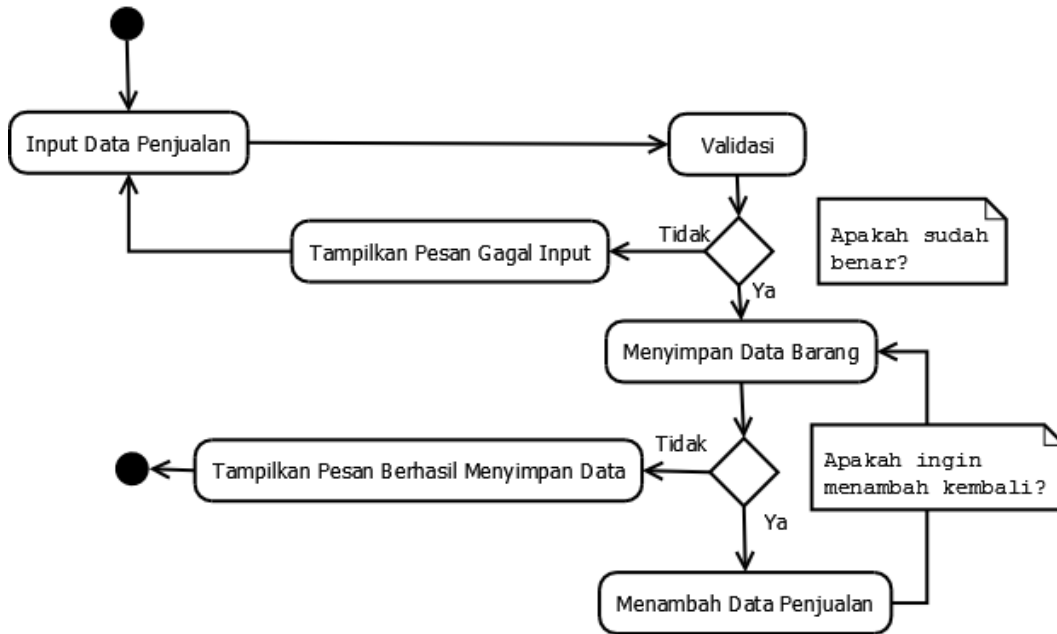 Input Data Penjualan
Validasi
Tidak
Tampilkan Pesan Gagal Input
Apakah sudah
benar?
Ya
Menyimpan Data Barang
Tidak
Tampilkan Pesan Berhasil Menyimpan Data
Apakah ingin
menambah kembali?
Ya
Menambah Data Penjualan